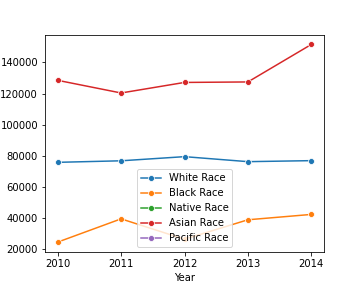 140000
120000
100000
80000
60000
40000
20000
White Race
Black Race
Native Race
Asian Race
Pacific Race
2010 2011 2012 2013 2014
Year